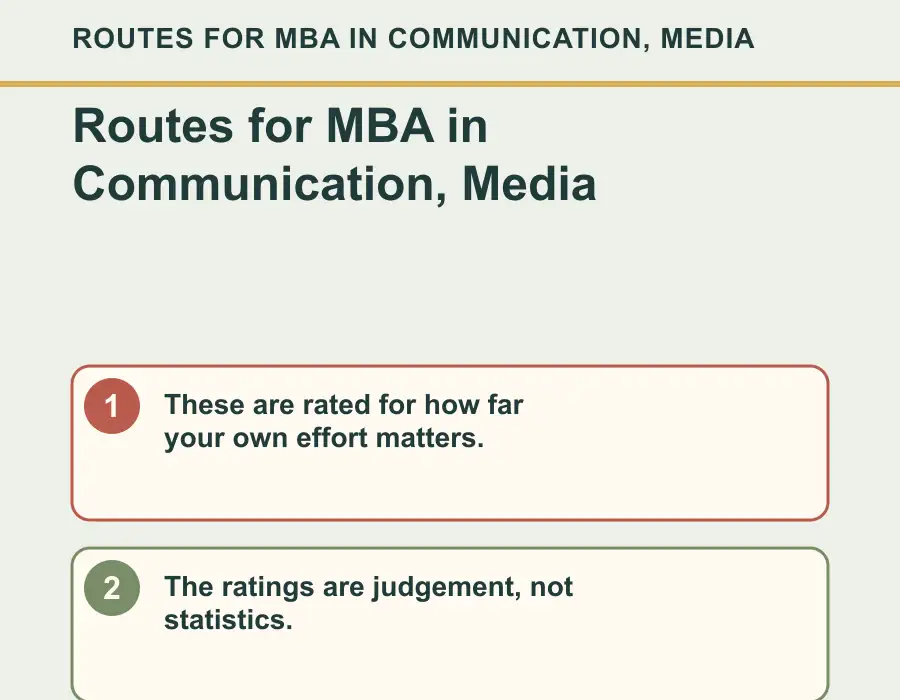 ROUTES FOR MBA IN COMMUNICATION, MEDIA
Routes for MBA in
Communication, Media
1
These are rated for how far
your own effort matters.
2
The ratings are judgement, not
statistics.